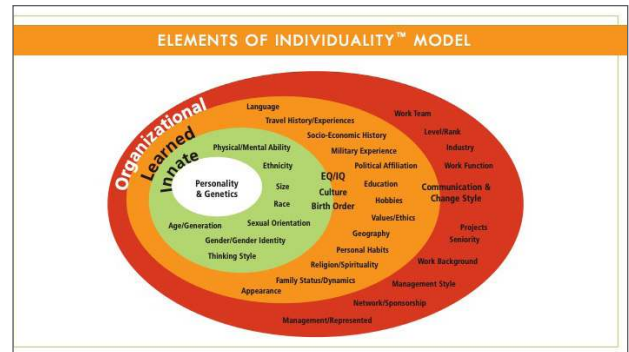 ELEMENTS OF INDIVIDUALITY™ MODEL
Organizational
Learned
Innate
Personality
& Genetics
Physical/Mental Ability
Ethnicity
Size
Race
Sexual Orientation
Age/Generation
Gender/Gender Identity
Thinking Style
EQ/IQ
Culture
Birth Order
Language
Travel History/Experiences
Socio-Economic History
Military Experience
Political Affiliation
Education
Hobbies
Values/Ethics
Geography
Personal Habits
Religion/Spirituality
Family Status/Dynamics
Appearance
Work Team
Level/Rank
Industry
Work Function
Communication &
Change Style
Projects
Seniority
Work Background
Management Style
Network/Sponsorship
Management/Represented